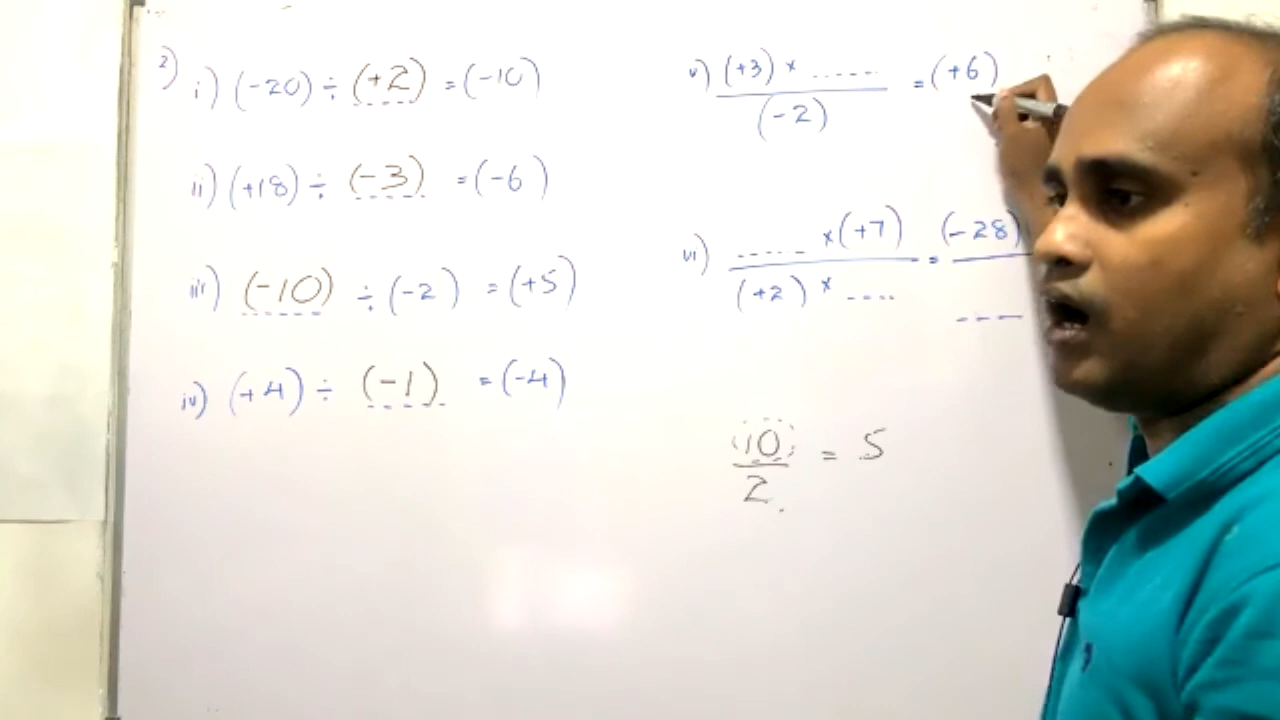 2)
i) (-20) ÷ (+2) = (-10)
ii) (+18) ÷ (-3) = (-6)
iii) (-10) ÷ (-2) = (+5)
iv) (+4) ÷ (-1) = (-4)
v) (+3) × ...... = (+6)
(-2)
vi) ...... × (+7) = (-28)
(+2) × .... ---
10 = 5
2